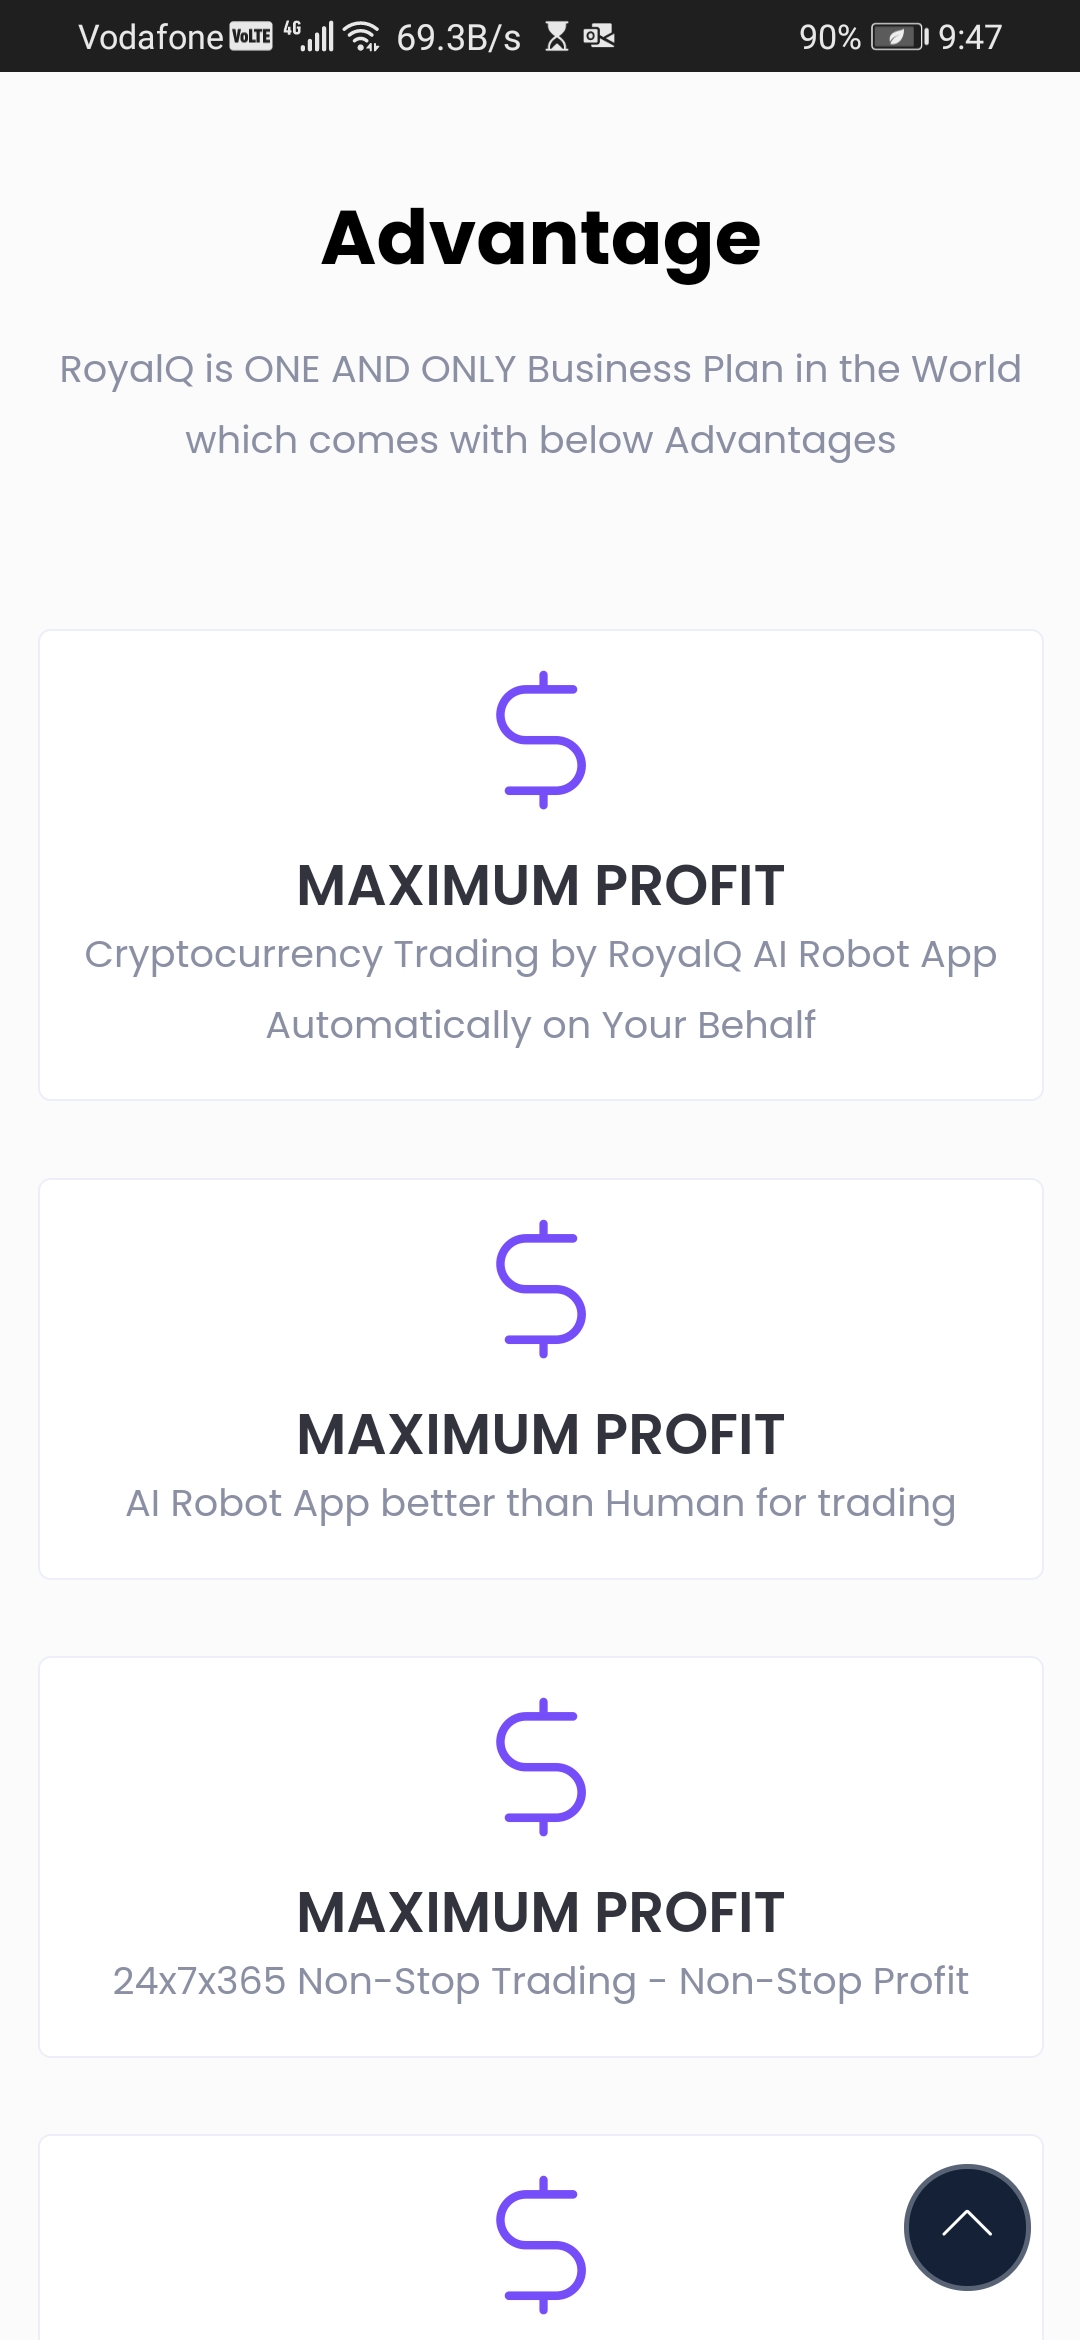 Vodafone VoLTE 4G 69.3B/s 90% 9:47
Advantage
RoyalQ is ONE AND ONLY Business Plan in the World
which comes with below Advantages
MAXIMUM PROFIT
Cryptocurrency Trading by RoyalQ AI Robot App
Automatically on Your Behalf
MAXIMUM PROFIT
AI Robot App better than Human for trading
MAXIMUM PROFIT
24x7x365 Non-Stop Trading - Non-Stop Profit